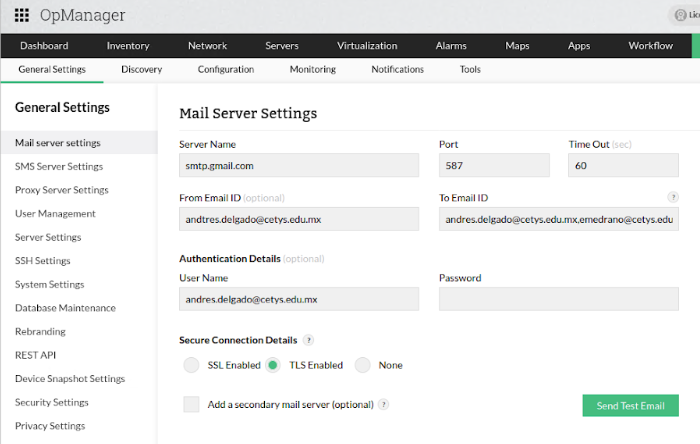 OpManager
Lic
Dashboard Inventory Network Servers Virtualization Alarms Maps Apps Workflow
General Settings Discovery Configuration Monitoring Notifications Tools
General Settings
Mail server settings
SMS Server Settings
Proxy Server Settings
User Management
Server Settings
SSH Settings
System Settings
Database Maintenance
Rebranding
REST API
Device Snapshot Settings
Security Settings
Privacy Settings
Mail Server Settings
Server Name Port Time Out (sec)
smtp.gmail.com 587 60
From Email ID (optional) To Email ID ?
andtres.delgado@cetys.edu.mx andres.delgado@cetys.edu.mx,emedrano@cetys.edu
Authentication Details (optional)
User Name Password
andres.delgado@cetys.edu.mx
Secure Connection Details ?
SSL Enabled TLS Enabled None
Add a secondary mail server (optional) ?
Send Test Email